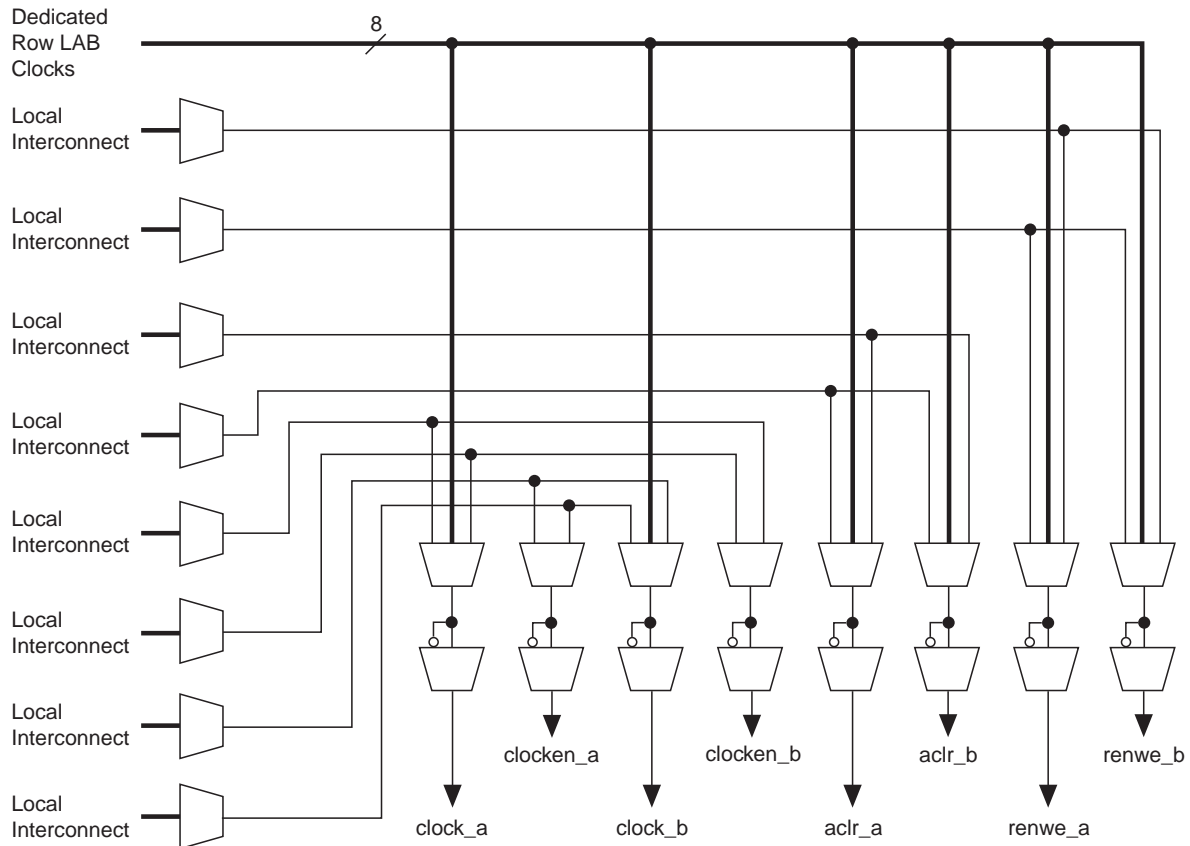 Dedicated
Row LAB
Clocks
8
Local
Interconnect
Local
Interconnect
Local
Interconnect
Local
Interconnect
Local
Interconnect
Local
Interconnect
Local
Interconnect
Local
Interconnect
clocken_a
clocken_b
aclr_b
renwe_b
clock_a
clock_b
aclr_a
renwe_a